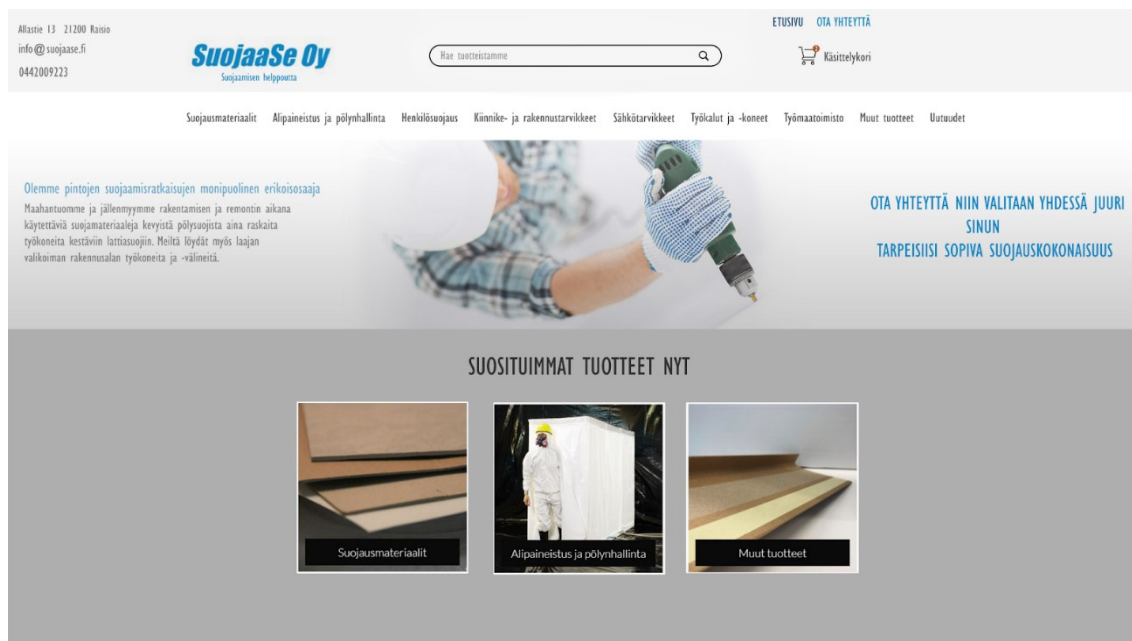 Allastie 13 21200 Raisio
info@suojaase.fi
0442009223
SuojaaSe Oy
Suojaamisen helppoutta
Hae tuotteistamme
ETUSIVU OTA YHTEYTTÄ
Käsittelykori
Suojausmateriaalit Alipaineistus ja pölynhallinta Henkilösuojaus Kiinnike- ja rakennustarvikkeet Sähkötarvikkeet Työkalut ja -koneet Työmaatoimisto Muut tuotteet Uutuudet
Olemme pintojen suojaamisratkaisujen monipuolinen erikoisosaaja
Maahantuomme ja jällenmyymme rakentamisen ja remontin aikana
käytettäviä suojamateriaaleja kevyistä pölysuojista aina raskaita
työkoneita kestäviin lattiasuojiin. Meiltä löydät myös laajan
valikoiman rakennusalan työkoneita ja -välineitä.
OTA YHTEYTTÄ NIIN VALITAAN YHDESSÄ JUURI
SINUN
TARPEISIISI SOPIVA SUOJAUSKOKONAISUUS
SUOSITUIMMAT TUOTTEET NYT
Suojausmateriaalit
Alipaineistus ja pölynhallinta
Muut tuotteet